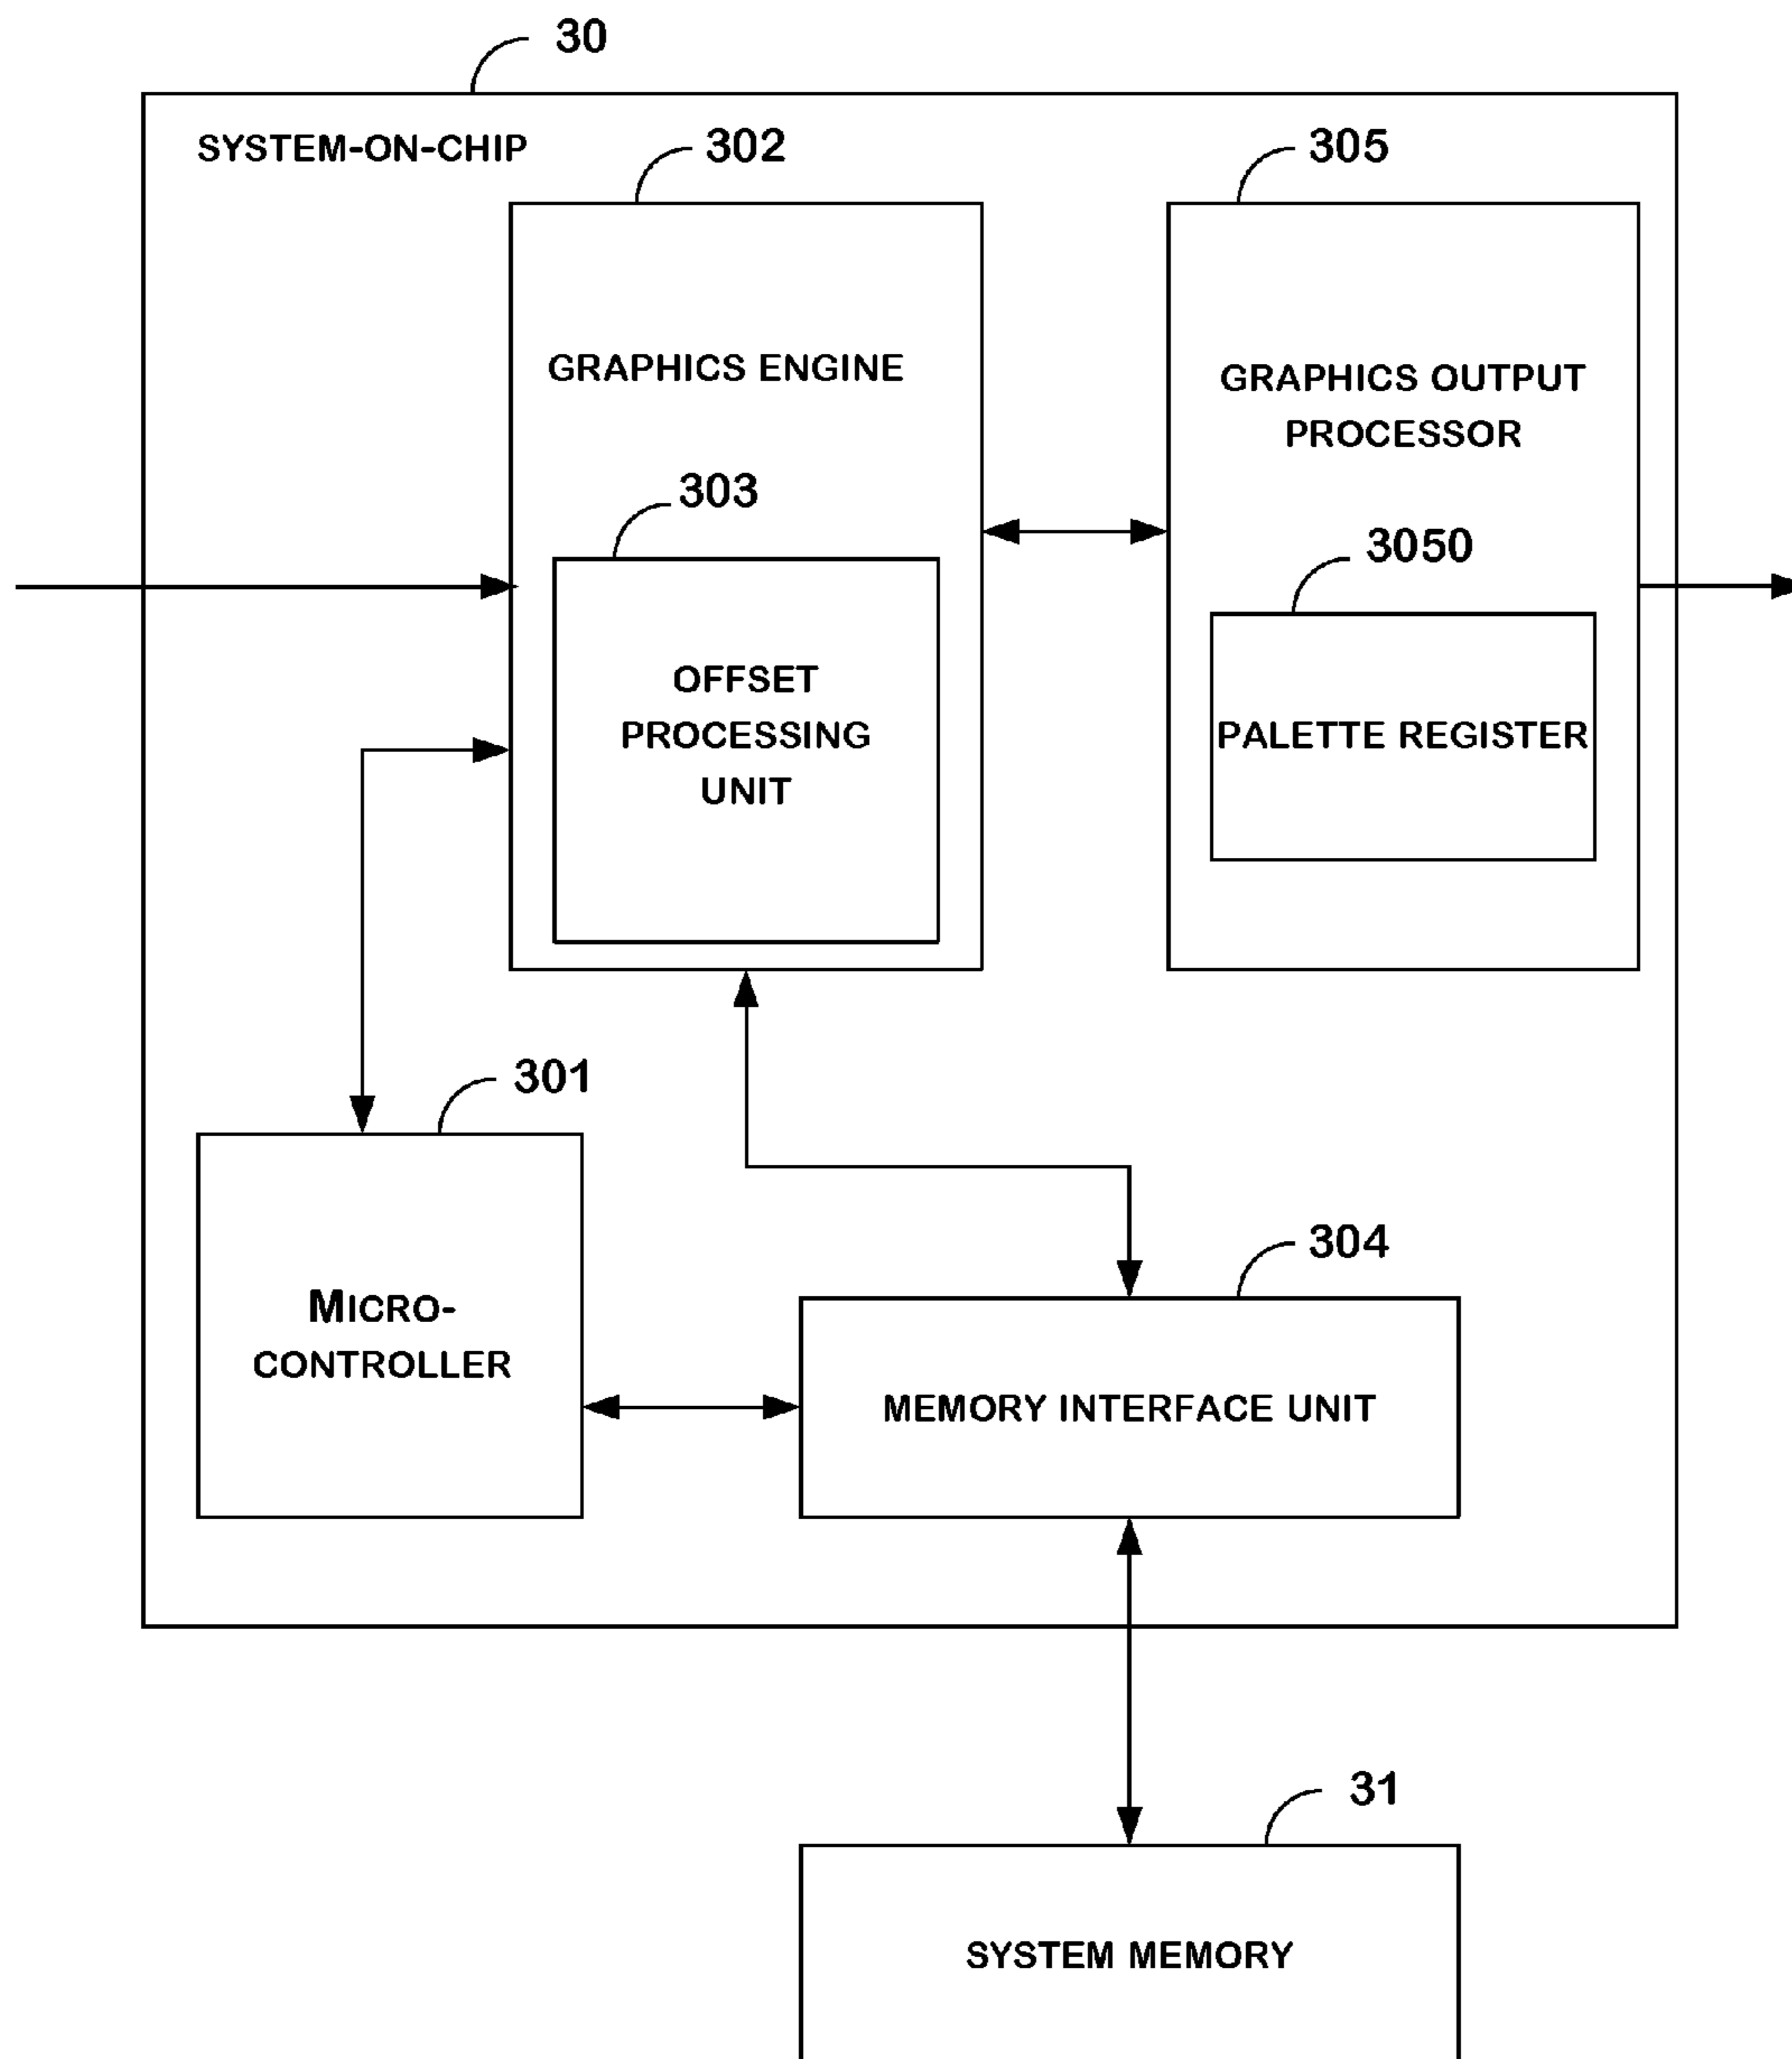 30
SYSTEM-ON-CHIP
302
305
GRAPHICS ENGINE
GRAPHICS OUTPUT
PROCESSOR
303
3050
OFFSET
PROCESSING
UNIT
PALETTE REGISTER
301
MICRO-
CONTROLLER
304
MEMORY INTERFACE UNIT
31
SYSTEM MEMORY